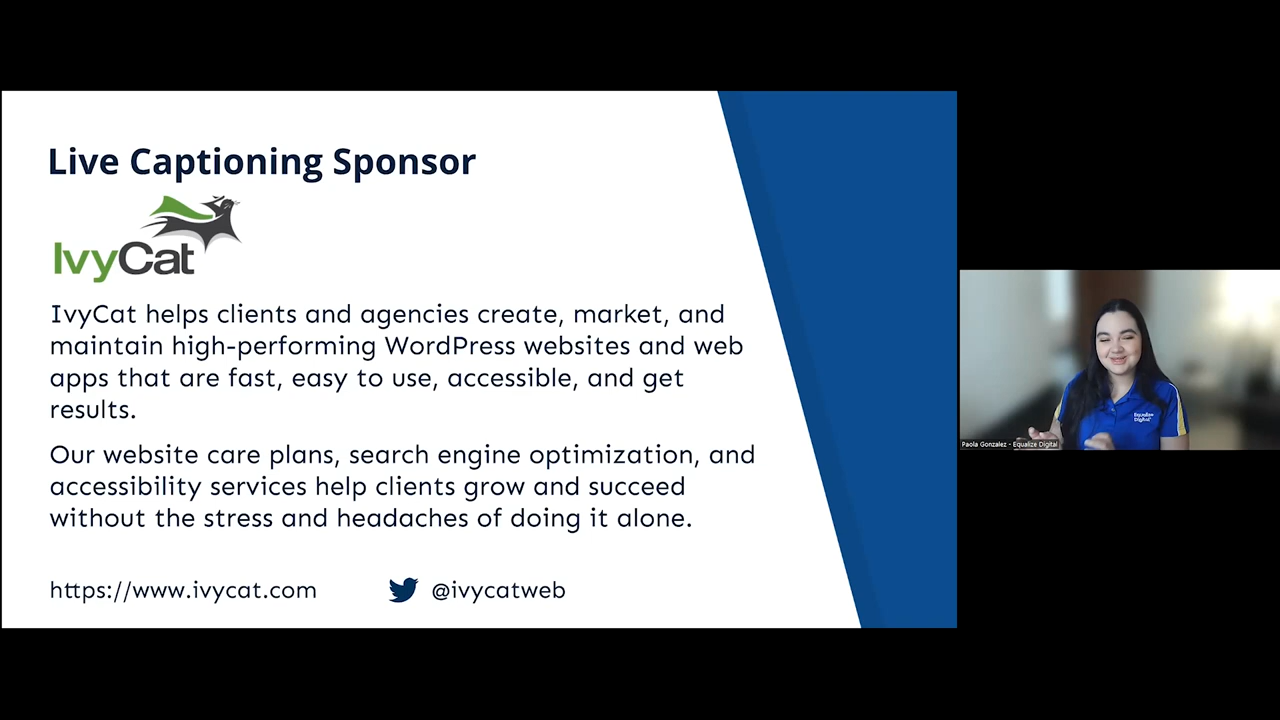 Live Captioning Sponsor
IvyCat
IvyCat helps clients and agencies create, market, and
maintain high-performing WordPress websites and web
apps that are fast, easy to use, accessible, and get
results.
Our website care plans, search engine optimization, and
accessibility services help clients grow and succeed
without the stress and headaches of doing it alone.
https://www.ivycat.com
@ivycatweb
Equalize
Digital
Paola Gonzalez - Equalize Digital